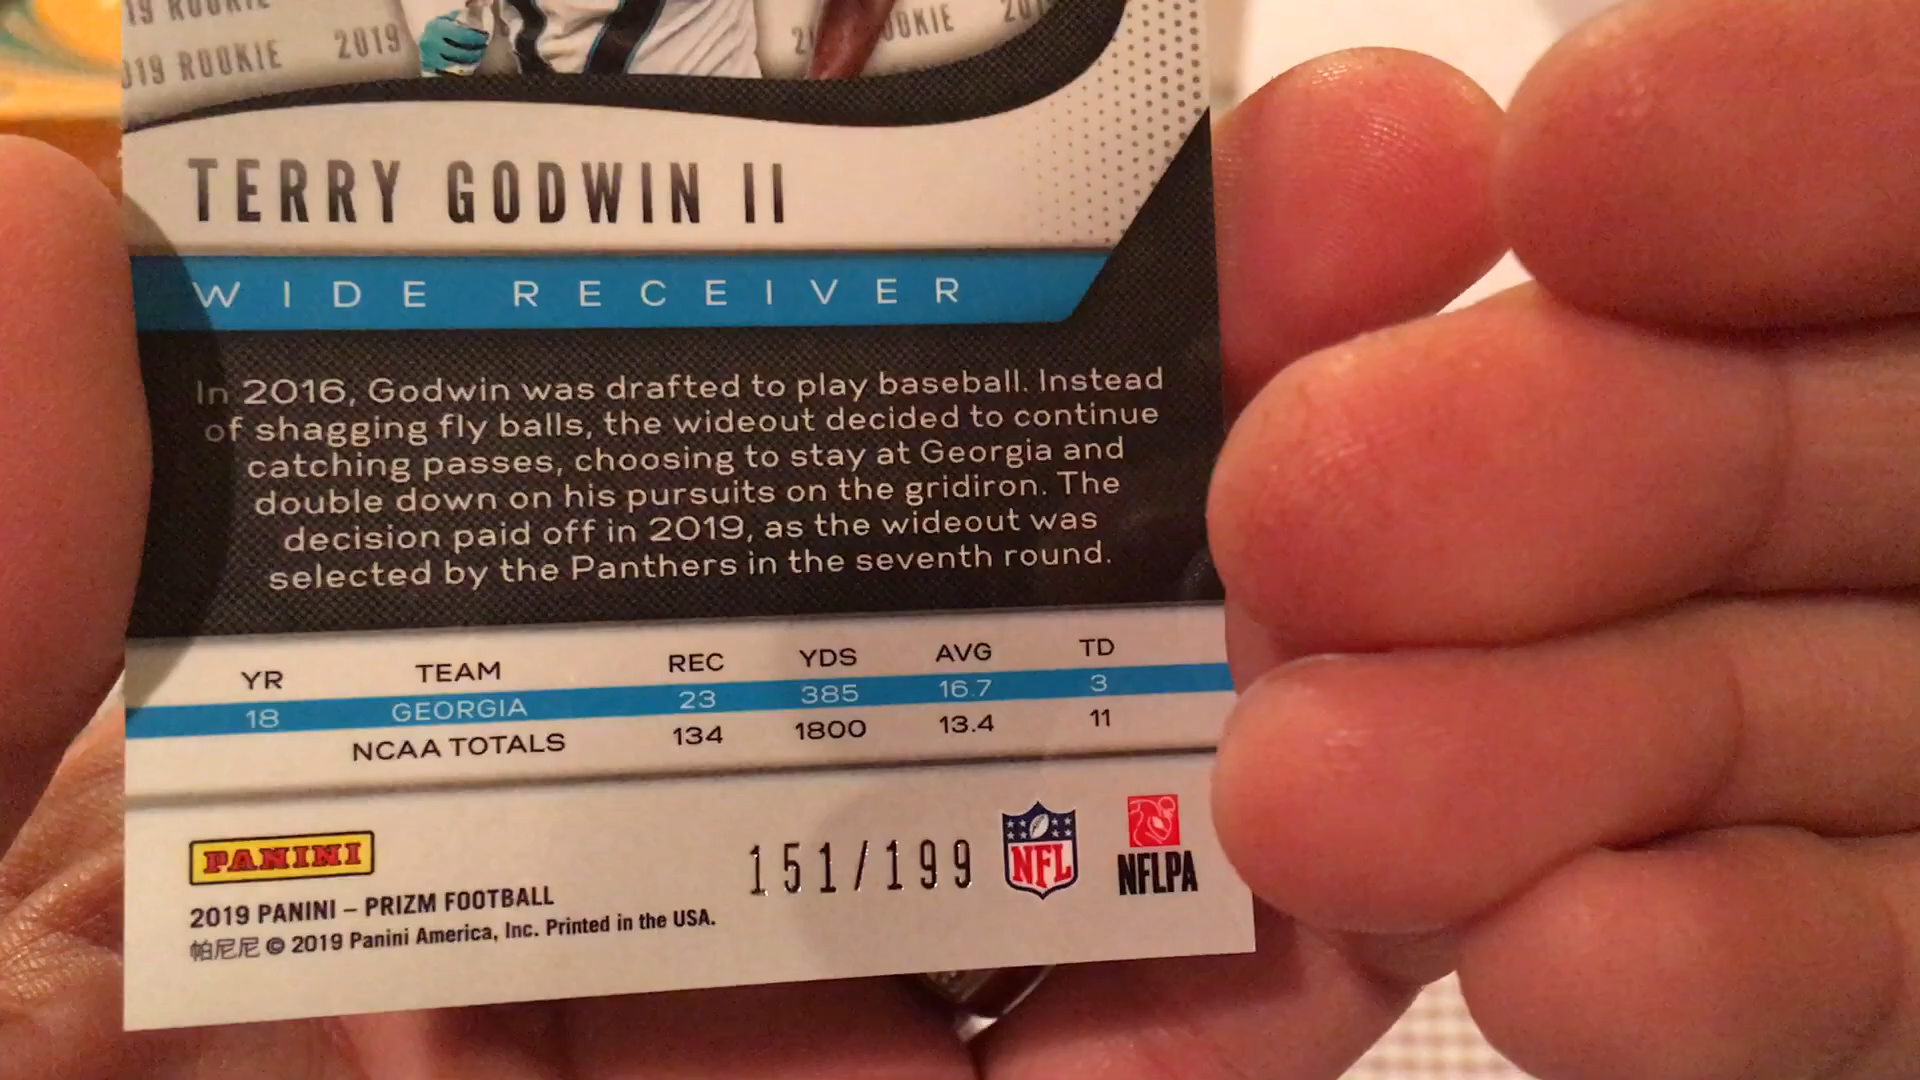 19 ROOKIE
019 ROOKIE 2019
TERRY GODWIN II
WIDE RECEIVER
In 2016, Godwin was drafted to play baseball. Instead
of shagging fly balls, the wideout decided to continue
catching passes, choosing to stay at Georgia and
double down on his pursuits on the gridiron. The
decision paid off in 2019, as the wideout was
selected by the Panthers in the seventh round.
YR TEAM REC YDS AVG TD
18 GEORGIA 23 385 16.7 3
NCAA TOTALS 134 1800 13.4 11
PANINI
151/199
NFL
NFLPA
2019 PANINI – PRIZM FOOTBALL
帕尼尼 © 2019 Panini America, Inc. Printed in the USA.